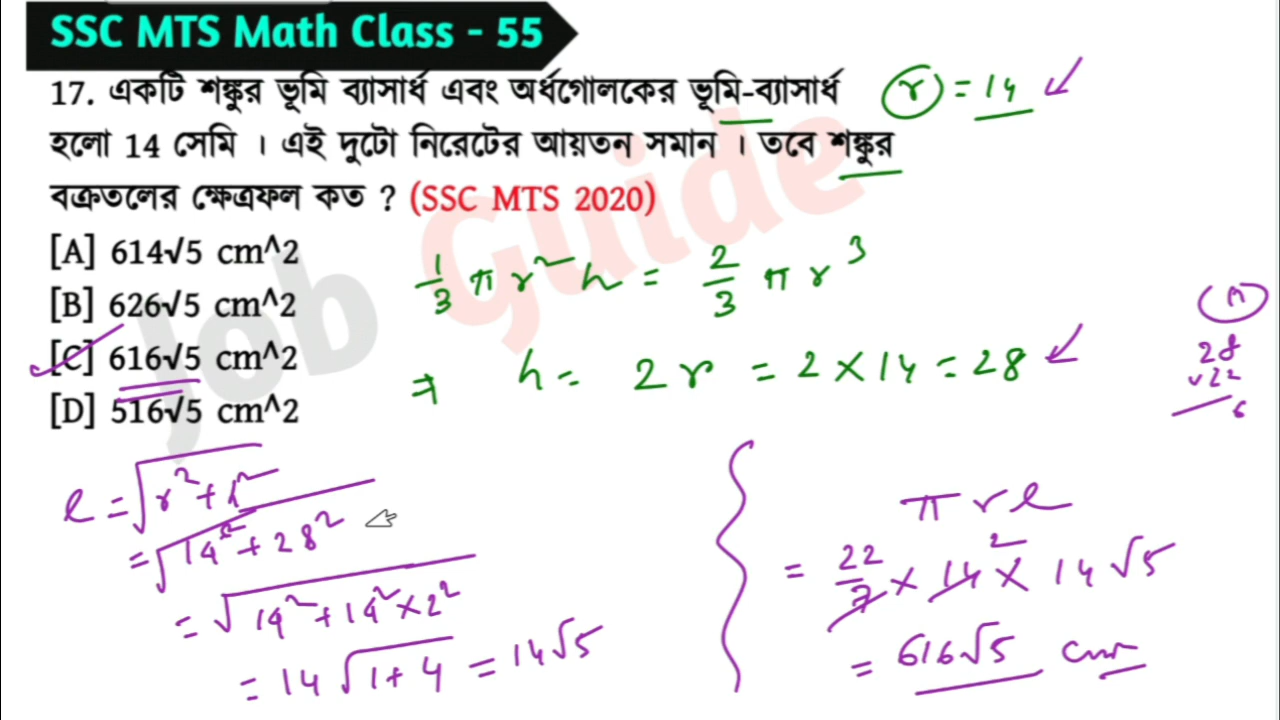 SSC MTS Math Class - 55
17. একটি শঙ্কুর ভূমি ব্যাসার্ধ এবং অর্ধগোলকের ভূমি-ব্যাসার্ধ
হলো 14 সেমি । এই দুটো নিরেটের আয়তন সমান । তবে শঙ্কুর
বক্রতলের ক্ষেত্রফল কত ? (SSC MTS 2020)
[A] 614√5 cm^2
[B] 626√5 cm^2
[C] 616√5 cm^2
[D] 516√5 cm^2
r = 14
1/3 π r² h = 2/3 π r³
⇒ h = 2r = 2 × 14 = 28
28
22
6
l = √r² + h²
= √14² + 28²
= √14² + 14² × 2²
= 14 √1 + 4 = 14√5
π r l
= 22/7 × 14 × 14√5
2
= 616√5 cm²
Job Guide